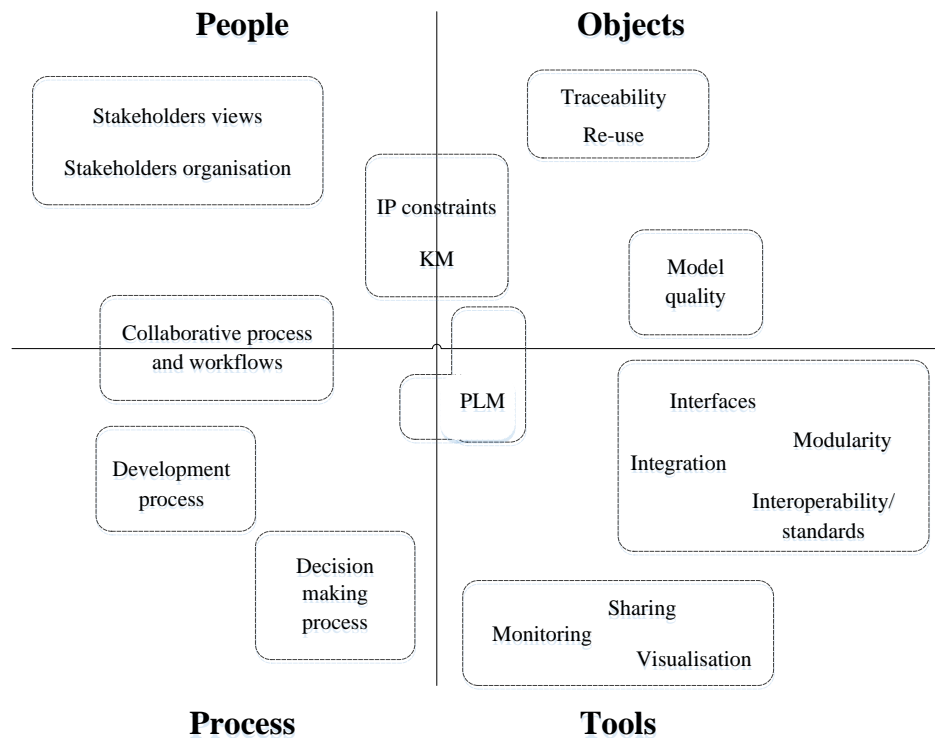 People
Objects
Stakeholders views
Stakeholders organisation
Traceability
Re-use
IP constraints
KM
Model
quality
Collaborative process
and workflows
PLM
Interfaces
Modularity
Integration
Interoperability/
standards
Development
process
Decision
making
process
Sharing
Monitoring
Visualisation
Process
Tools